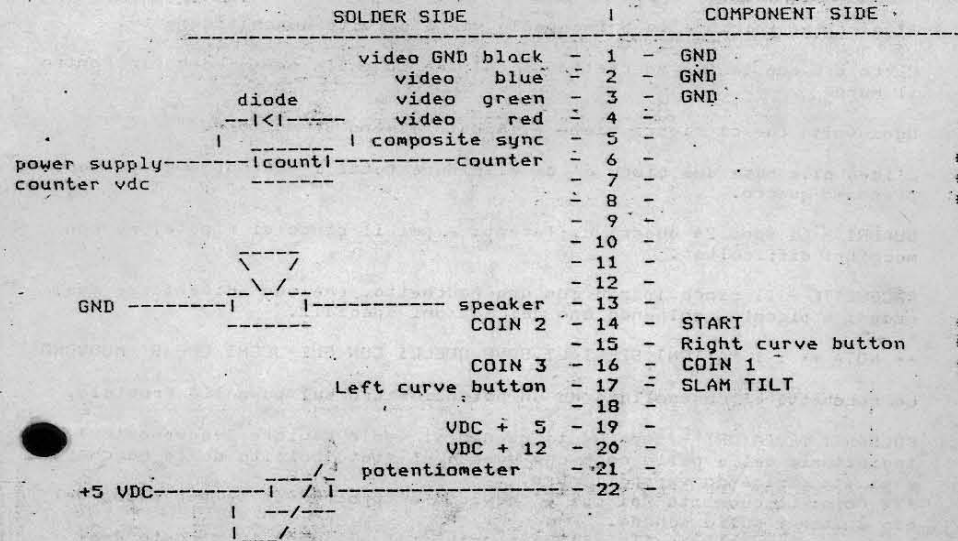 SOLDER SIDE | COMPONENT SIDE
video GND black 1 GND
video blue - 2 - GND
diode video green - 3 - GND
--|<|----- video red - 4 -
| | composite sync - 5 -
power supply-------|count|----------counter - 6 -
counter vdc ------ - 7 -
- 8 -
- 9 -
- 10 -
- 11 -
- 12 -
GND ------| |---------- speaker - 13 -
COIN 2 - 14 - START
- 15 - Right curve button
COIN 3 - 16 - COIN 1
Left curve button - 17 - SLAM TILT
- 18 -
VDC + 5 - 19 -
VDC + 12 - 20 -
potentiometer - -21 -
+5 VDC--------| / |------------------22-